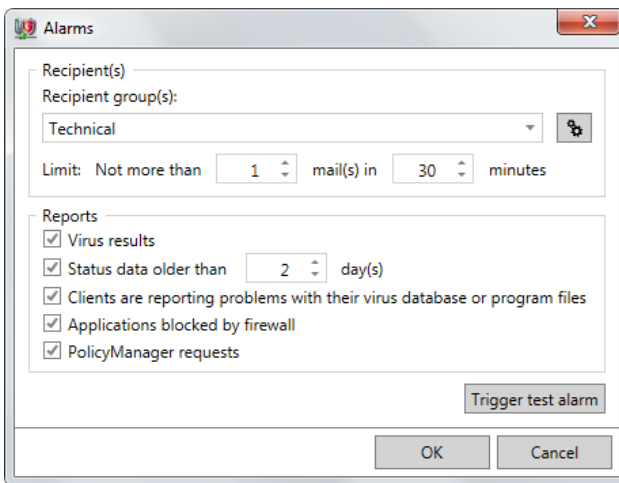 Alarms
Recipient(s)
Recipient group(s):
Technical
Limit: Not more than 1 mail(s) in 30 minutes
Reports
Virus results
Status data older than 2 day(s)
Clients are reporting problems with their virus database or program files
Applications blocked by firewall
PolicyManager requests
Trigger test alarm
OK Cancel